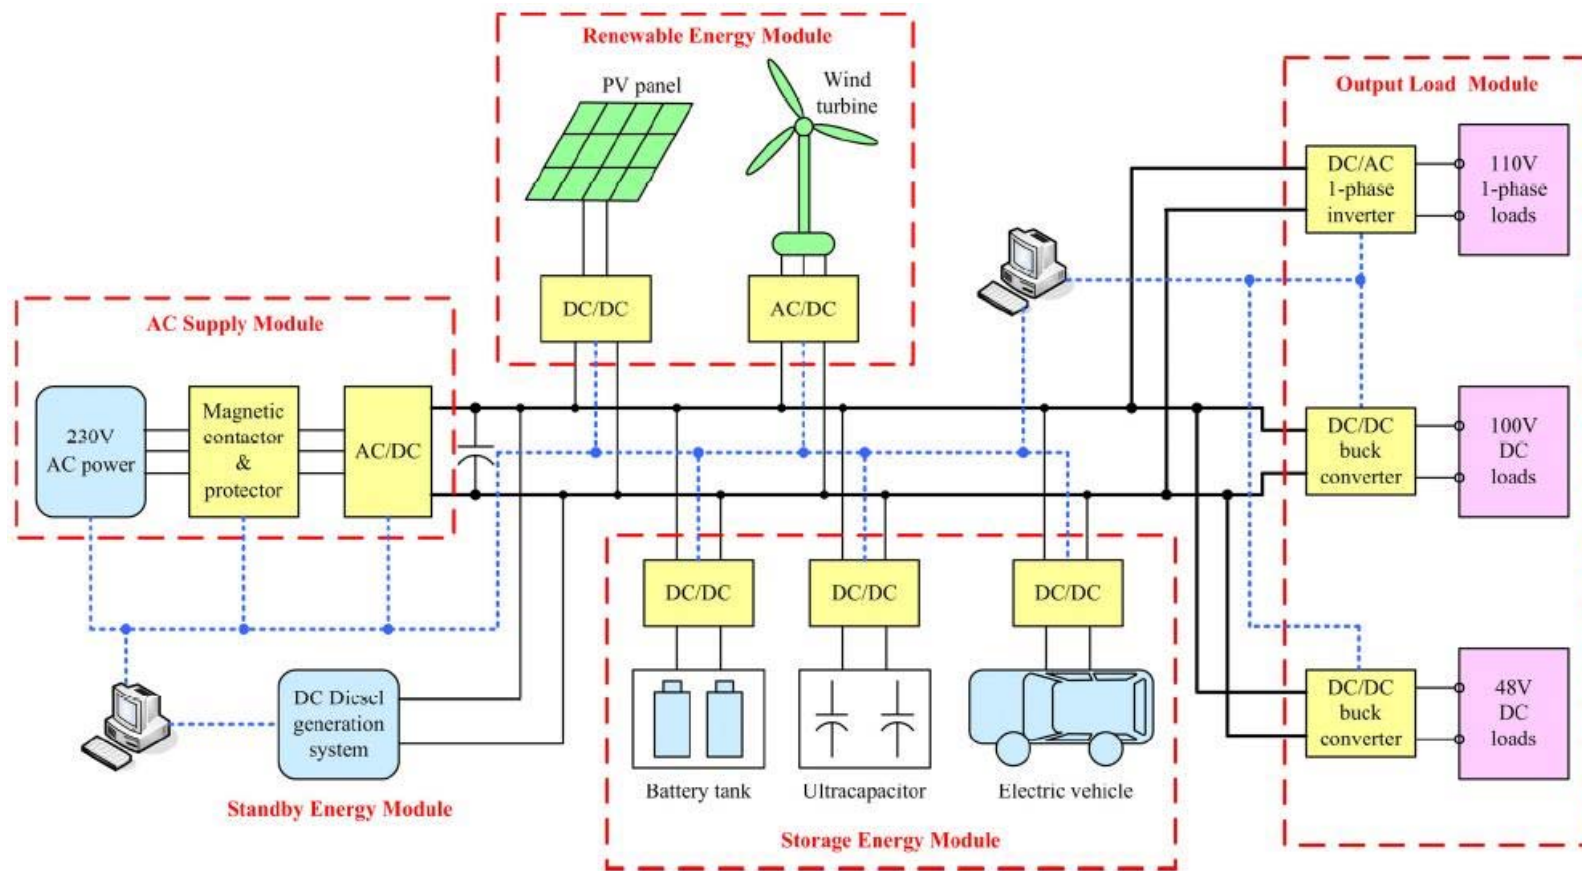 Renewable Energy Module
PV panel
Wind
turbine
DC/DC
AC/DC
AC Supply Module
230V
AC power
Magnetic
contactor
&
protector
AC/DC
DC Diesel
generation
system
Standby Energy Module
DC/DC
DC/DC
DC/DC
Battery tank
Ultracapacitor
Electric vehicle
Storage Energy Module
Output Load Module
DC/AC
1-phase
inverter
110V
1-phase
loads
DC/DC
buck
converter
100V
DC
loads
DC/DC
buck
converter
48V
DC
loads